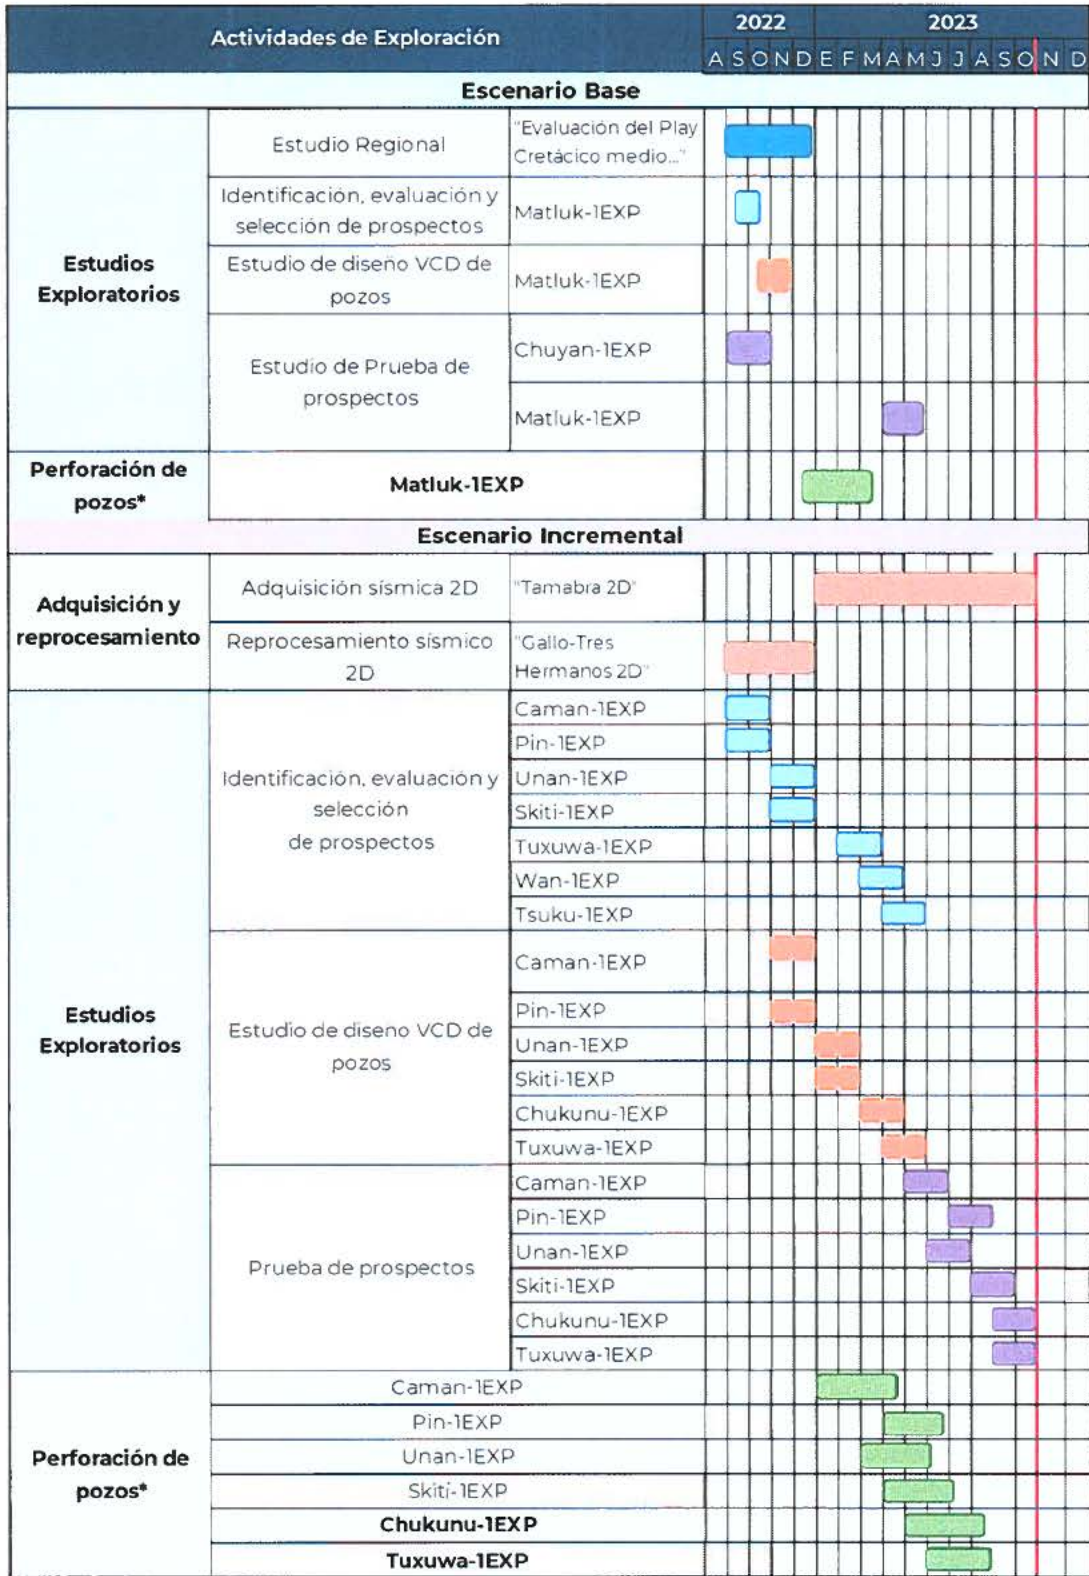 Actividades de Exploración
2022
2023
A S O N D E F M A M J J A S O N D
Escenario Base
Estudios
Exploratorios
Estudio Regional
"Evaluación del Play
Cretácico medio..."
Identificación, evaluación y
selección de prospectos
Matluk-1EXP
Estudio de diseño VCD de
pozos
Matluk-1EXP
Estudio de Prueba de
prospectos
Chuyan-1EXP
Matluk-1EXP
Perforación de
pozos*
Matluk-1EXP
Escenario Incremental
Adquisición y
reprocesamiento
Adquisición sísmica 2D
"Tamabra 2D"
Reprocesamiento sísmico
2D
"Gallo-Tres
Hermanos 2D"
Estudios
Exploratorios
Identificación, evaluación y
selección
de prospectos
Caman-1EXP
Pin-1EXP
Unan-1EXP
Skiti-1EXP
Tuxuwa-1EXP
Wan-1EXP
Tsuku-1EXP
Estudio de diseno VCD de
pozos
Caman-1EXP
Pin-1EXP
Unan-1EXP
Skiti-1EXP
Chukunu-1EXP
Tuxuwa-1EXP
Prueba de prospectos
Caman-1EXP
Pin-1EXP
Unan-1EXP
Skiti-1EXP
Chukunu-1EXP
Tuxuwa-1EXP
Perforación de
pozos*
Caman-1EXP
Pin-1EXP
Unan-1EXP
Skiti-1EXP
Chukunu-1EXP
Tuxuwa-1EXP